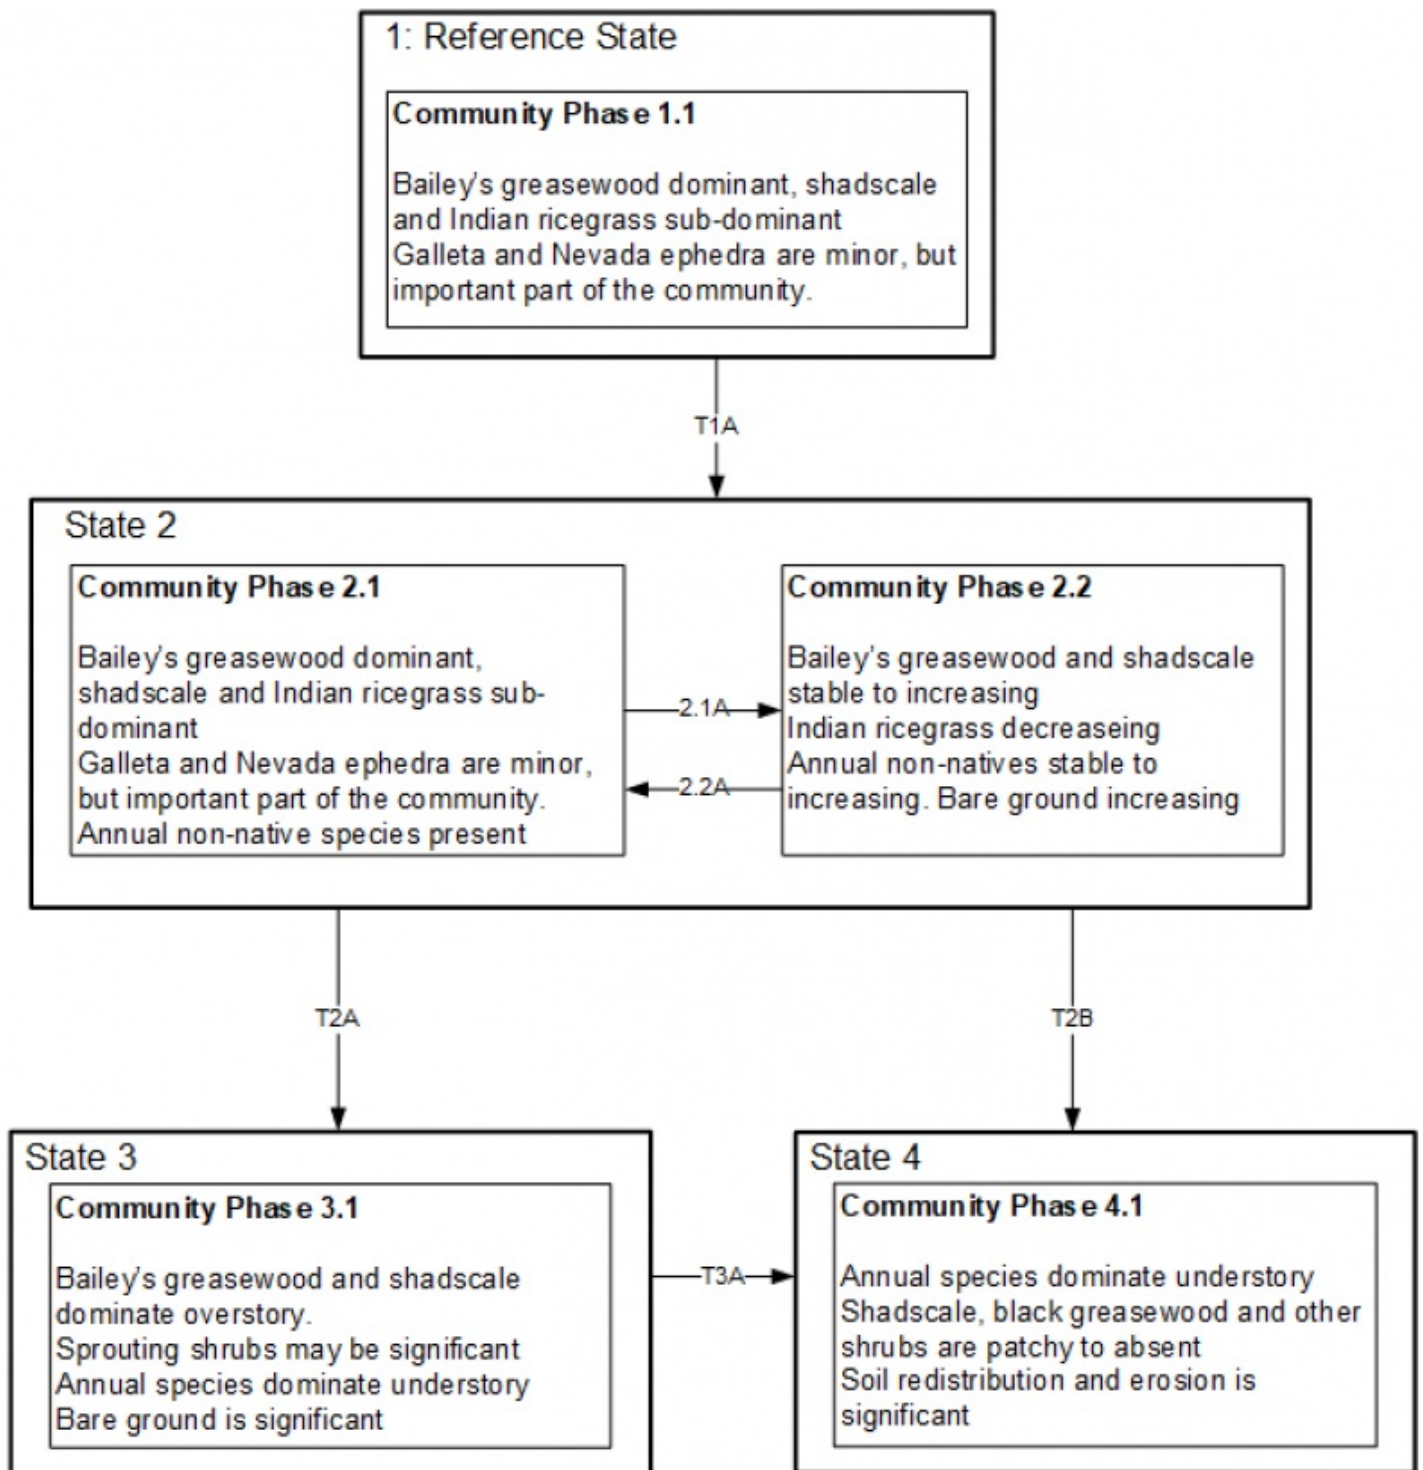 1: Reference State
Community Phase 1.1
Bailey's greasewood dominant, shadscale
and Indian ricegrass sub-dominant
Galleta and Nevada ephedra are minor, but
important part of the community.
T1A
State 2
Community Phase 2.1
Bailey's greasewood dominant,
shadscale and Indian ricegrass sub-
dominant
Galleta and Nevada ephedra are minor,
but important part of the community.
Annual non-native species present
2.1A
2.2A
Community Phase 2.2
Bailey's greasewood and shadscale
stable to increasing
Indian ricegrass decreaseing
Annual non-natives stable to
increasing. Bare ground increasing
T2A
T2B
State 3
Community Phase 3.1
Bailey's greasewood and shadscale
dominate overstory.
Sprouting shrubs may be significant
Annual species dominate understory
Bare ground is significant
T3A
State 4
Community Phase 4.1
Annual species dominate understory
Shadscale, black greasewood and other
shrubs are patchy to absent
Soil redistribution and erosion is
significant